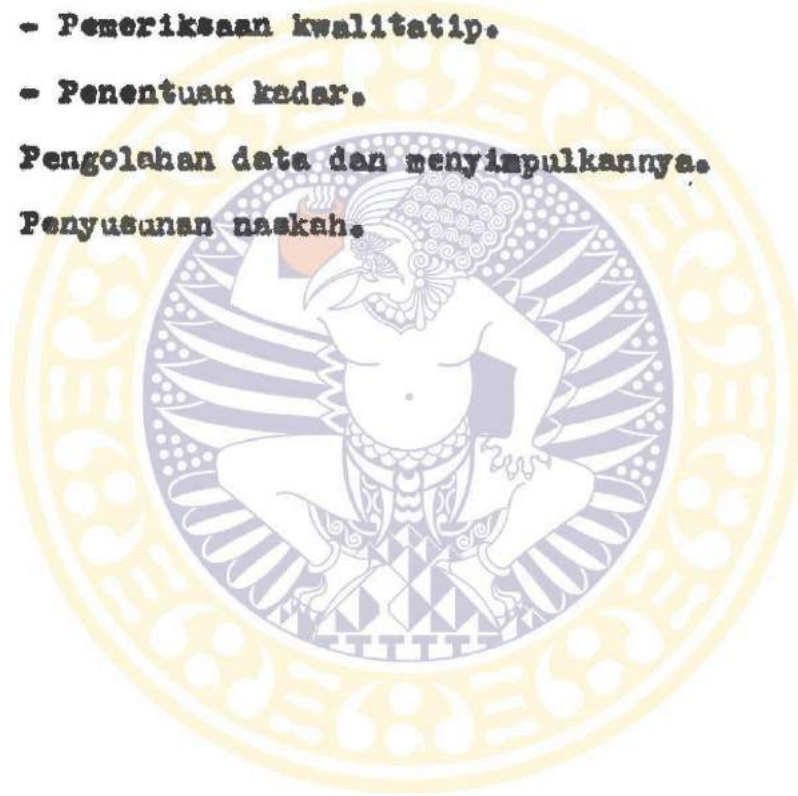 - Pemeriksaan kwalitatip.
- Penentuan kadar.
Pengolahan data dan menyimpulkannya.
Penyusunan naskah.